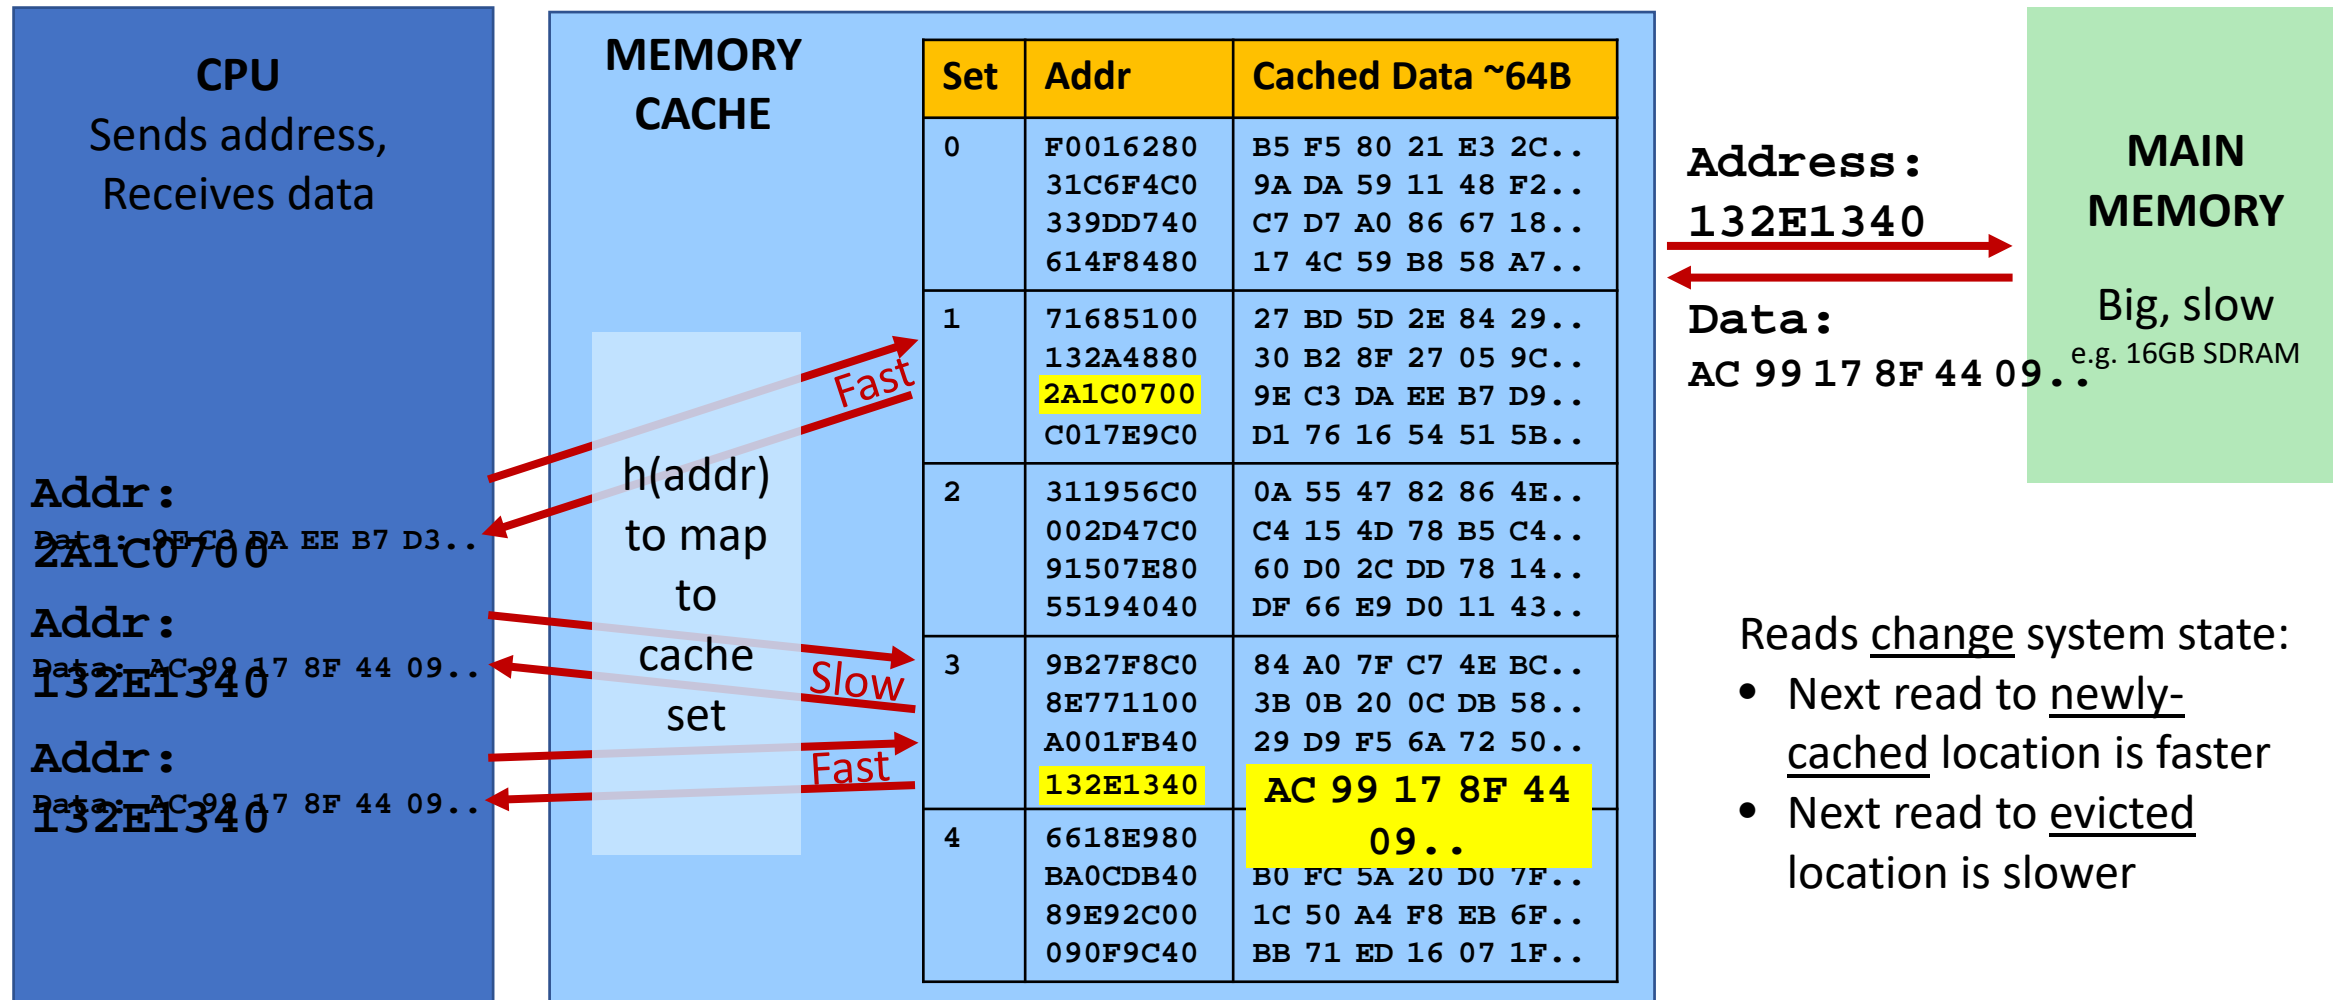 CPU
Sends address,
Receives data
Addr:
2A1C0700
Data: 9E C3 DA EE B7 D3..
Addr:
132E1340
Data: AC 99 17 8F 44 09..
Addr:
132E1340
Data: AC 99 17 8F 44 09..
MEMORY
CACHE
h(addr)
to map
to
cache
set
Fast
Slow
Fast
Set Addr Cached Data ~64B
0 F0016280 B5 F5 80 21 E3 2C..
31C6F4C0 9A DA 59 11 48 F2..
339DD740 C7 D7 A0 86 67 18..
614F8480 17 4C 59 B8 58 A7..
1 71685100 27 BD 5D 2E 84 29..
132A4880 30 B2 8F 27 05 9C..
2A1C0700 9E C3 DA EE B7 D9..
C017E9C0 D1 76 16 54 51 5B..
2 311956C0 0A 55 47 82 86 4E..
002D47C0 C4 15 4D 78 B5 C4..
91507E80 60 D0 2C DD 78 14..
55194040 DF 66 E9 D0 11 43..
3 9B27F8C0 84 A0 7F C7 4E BC..
8E771100 3B 0B 20 0C DB 58..
A001FB40 29 D9 F5 6A 72 50..
132E1340 AC 99 17 8F 44
09..
4 6618E980
BA0CDB40 B0 FC 5A 20 D0 7F..
89E92C00 1C 50 A4 F8 EB 6F..
090F9C40 BB 71 ED 16 07 1F..
Address:
132E1340
Data:
AC 99 17 8F 44 09..
MAIN
MEMORY
Big, slow
e.g. 16GB SDRAM
Reads change system state:
• Next read to newly-
cached location is faster
• Next read to evicted
location is slower